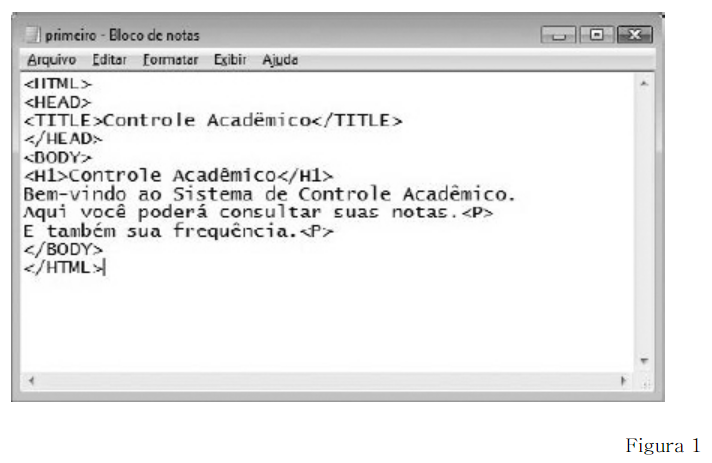 primeiro - Bloco de notas
Arquivo Editar Formatar Exibir Ajuda
<HTML>
<HEAD>
<TITLE>Controle Acadêmico</TITLE>
</HEAD>
<BODY>
<H1>Controle Acadêmico</H1>
Bem-vindo ao Sistema de Controle Acadêmico.
Aqui você poderá consultar suas notas.<P>
E também sua frequência.<P>
</BODY>
</HTML>
Figura 1